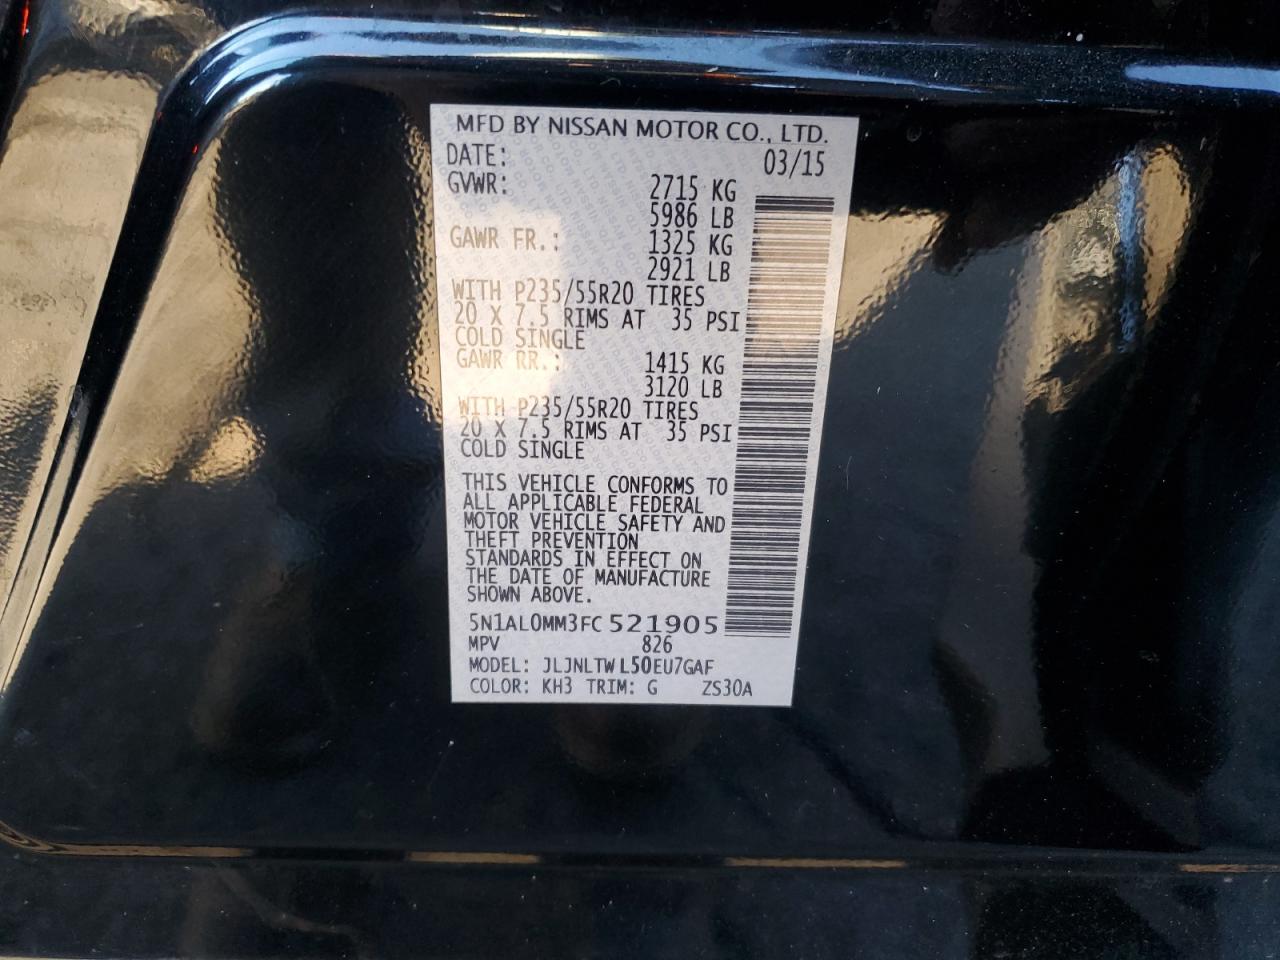 MFD BY NISSAN MOTOR CO., LTD.
DATE: 03/15
GVWR: 2715 KG
5986 LB
GAWR FR.: 1325 KG
2921 LB
WITH P235/55R20 TIRES
20 X 7.5 RIMS AT 35 PSI
COLD SINGLE
GAWR RR.: 1415 KG
3120 LB
WITH P235/55R20 TIRES
20 X 7.5 RIMS AT 35 PSI
COLD SINGLE
THIS VEHICLE CONFORMS TO
ALL APPLICABLE FEDERAL
MOTOR VEHICLE SAFETY AND
THEFT PREVENTION
STANDARDS IN EFFECT ON
THE DATE OF MANUFACTURE
SHOWN ABOVE.
5N1AL0MM3FC521905
MPV 826
MODEL: JLJNLTWL50EU7GAF
COLOR: KH3 TRIM: G ZS30A